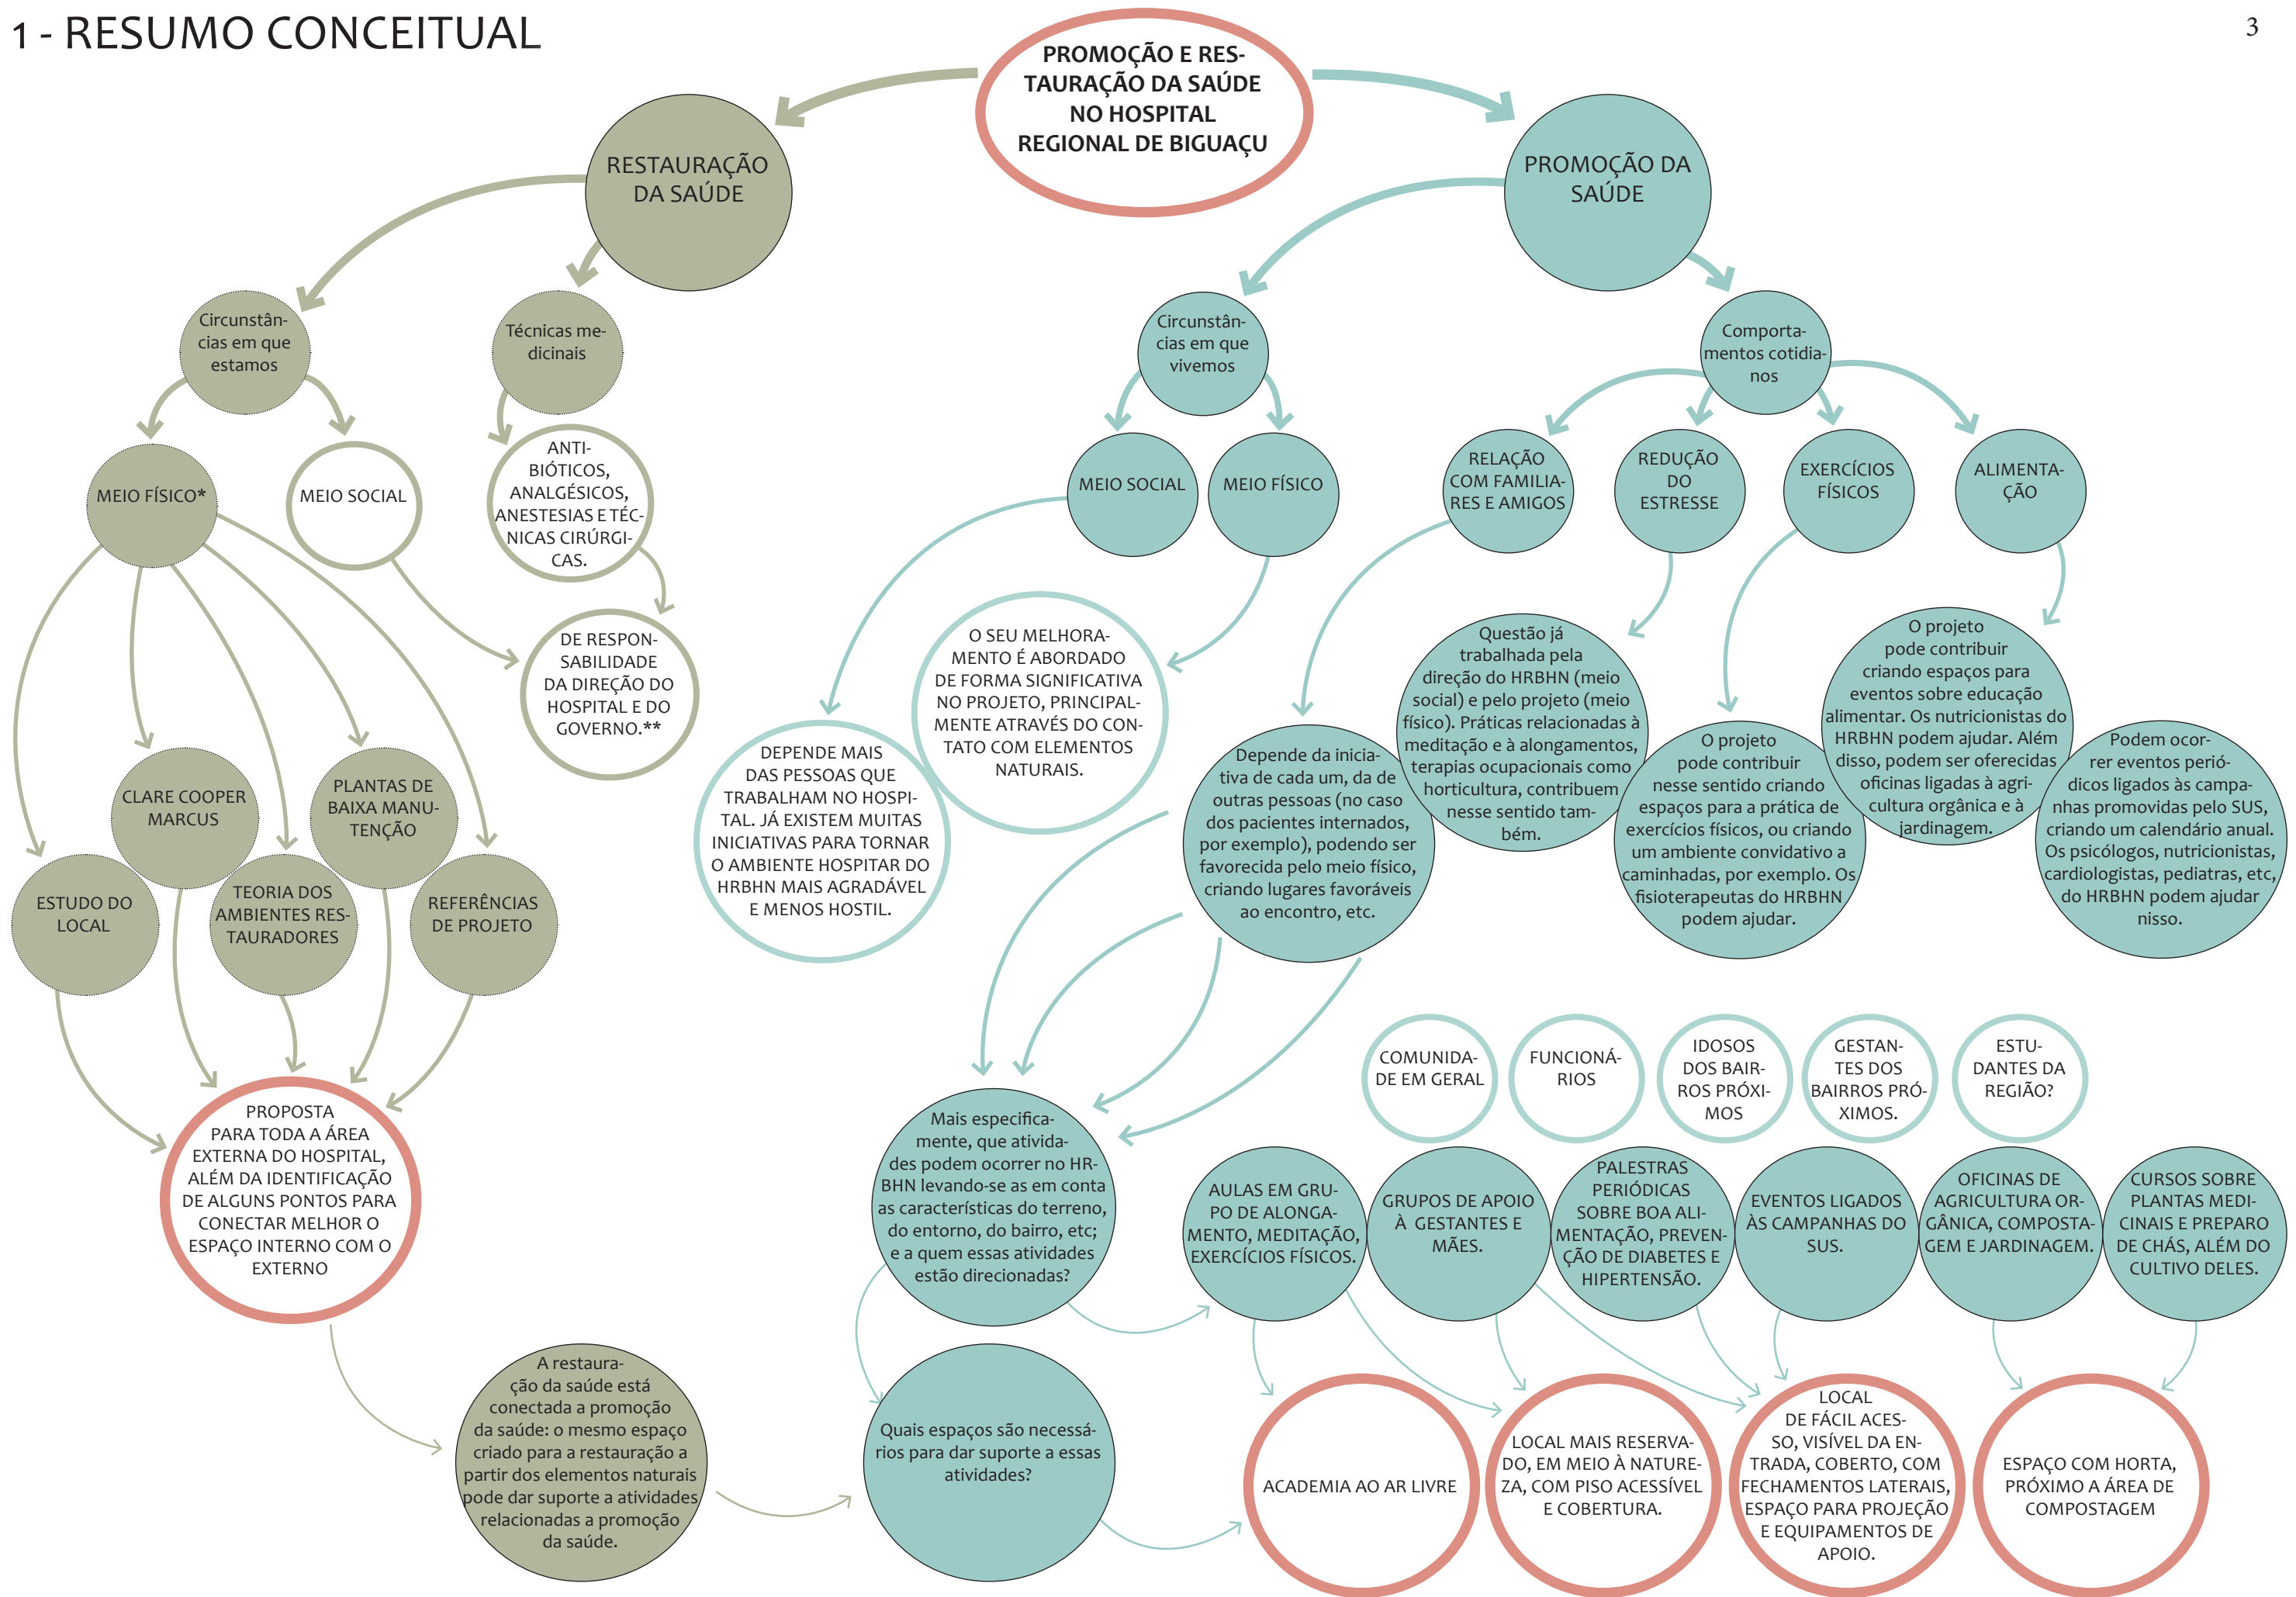 1 - RESUMO CONCEITUAL
3
PROMOÇÃO E RES-
TAURAÇÃO DA SAÚDE
NO HOSPITAL
REGIONAL DE BIGUAÇU
RESTAURAÇÃO
DA SAÚDE
PROMOÇÃO DA
SAÚDE
Circunstân-
cias em que
estamos
Técnicas me-
dicinais
Circunstân-
cias em que
vivemos
Comporta-
mentos cotidia-
nos
MEIO FÍSICO*
MEIO SOCIAL
ANTI-
BIÓTICOS,
ANALGÉSICOS,
ANESTESIAS E TÉC-
NICAS CIRÚRGI-
CAS.
MEIO SOCIAL
MEIO FÍSICO
RELAÇÃO
COM FAMILIA-
RES E AMIGOS
REDUÇÃO
DO
ESTRESSE
EXERCÍCIOS
FÍSICOS
ALIMENTA-
ÇÃO
DE RESPON-
SABILIDADE
DA DIREÇÃO DO
HOSPITAL E DO
GOVERNO.**
O SEU MELHORA-
MENTO É ABORDADO
DE FORMA SIGNIFICATIVA
NO PROJETO, PRINCIPAL-
MENTE ATRAVÉS DO CON-
TATO COM ELEMENTOS
NATURAIS.
DEPENDE MAIS
DAS PESSOAS QUE
TRABALHAM NO HOSPI-
TAL. JÁ EXISTEM MUITAS
INICIATIVAS PARA TORNAR
O AMBIENTE HOSPITAR DO
HRBHN MAIS AGRADÁVEL
E MENOS HOSTIL.
Depende da inicia-
tiva de cada um, da de
outras pessoas (no caso
dos pacientes internados,
por exemplo), podendo ser
favorecida pelo meio físico,
criando lugares favoráveis
ao encontro, etc.
Questão já
trabalhada pela
direção do HRBHN (meio
social) e pelo projeto (meio
físico). Práticas relacionadas à
meditação e à alongamentos,
terapias ocupacionais como
horticultura, contribuem
nesse sentido tam-
bém.
O projeto
pode contribuir
nesse sentido criando
espaços para a prática de
exercícios físicos, ou criando
um ambiente convidativo a
caminhadas, por exemplo. Os
fisioterapeutas do HRBHN
podem ajudar.
O projeto
pode contribuir
criando espaços para
eventos sobre educação
alimentar. Os nutricionistas do
HRBHN podem ajudar. Além
disso, podem ser oferecidas
oficinas ligadas à agri-
cultura orgânica e à
jardinagem.
Podem ocor-
rer eventos perió-
dicos ligados às campa-
nhas promovidas pelo SUS,
criando um calendário anual.
Os psicólogos, nutricionistas,
cardiologistas, pediatras, etc,
do HRBHN podem ajudar
nisso.
ESTUDO DO
LOCAL
CLARE COOPER
MARCUS
TEORIA DOS
AMBIENTES RES-
TAURADORES
PLANTAS DE
BAIXA MANU-
TENÇÃO
REFERÊNCIAS
DE PROJETO
COMUNIDA-
DE EM GERAL
FUNCIONÁ-
RIOS
IDOSOS
DOS BAIR-
ROS PRÓXI-
MOS
GESTAN-
TES DOS
BAIRROS PRÓ-
XIMOS.
ESTU-
DANTES DA
REGIÃO?
PROPOSTA
PARA TODA A ÁREA
EXTERNA DO HOSPITAL,
ALÉM DA IDENTIFICAÇÃO
DE ALGUNS PONTOS PARA
CONECTAR MELHOR O
ESPAÇO INTERNO COM O
EXTERNO
Mais especifica-
mente, que ativida-
des podem ocorrer no HR-
BHN levando-se as em conta
as características do terreno,
do entorno, do bairro, etc;
e a quem essas atividades
estão direcionadas?
AULAS EM GRU-
PO DE ALONGA-
MENTO, MEDITAÇÃO,
EXERCÍCIOS FÍSICOS.
GRUPOS DE APOIO
À GESTANTES E
MÃES.
PALESTRAS
PERIÓDICAS
SOBRE BOA ALI-
MENTAÇÃO, PREVEN-
ÇÃO DE DIABETES E
HIPERTENSÃO.
EVENTOS LIGADOS
ÀS CAMPANHAS DO
SUS.
OFICINAS DE
AGRICULTURA OR-
GÂNICA, COMPOSTA-
GEM E JARDINAGEM.
CURSOS SOBRE
PLANTAS MEDI-
CINAIS E PREPARO
DE CHÁS, ALÉM DO
CULTIVO DELES.
A restaura-
ção da saúde está
conectada a promoção
da saúde: o mesmo espaço
criado para a restauração a
partir dos elementos naturais
pode dar suporte a atividades
relacionadas a promoção
da saúde.
Quais espaços são necessá-
rios para dar suporte a essas
atividades?
ACADEMIA AO AR LIVRE
LOCAL MAIS RESERVA-
DO, EM MEIO À NATURE-
ZA, COM PISO ACESSÍVEL
E COBERTURA.
LOCAL
DE FÁCIL ACES-
SO, VISÍVEL DA EN-
TRADA, COBERTO, COM
FECHAMENTOS LATERAIS,
ESPAÇO PARA PROJEÇÃO
E EQUIPAMENTOS DE
APOIO.
ESPAÇO COM HORTA,
PRÓXIMO A ÁREA DE
COMPOSTAGEM